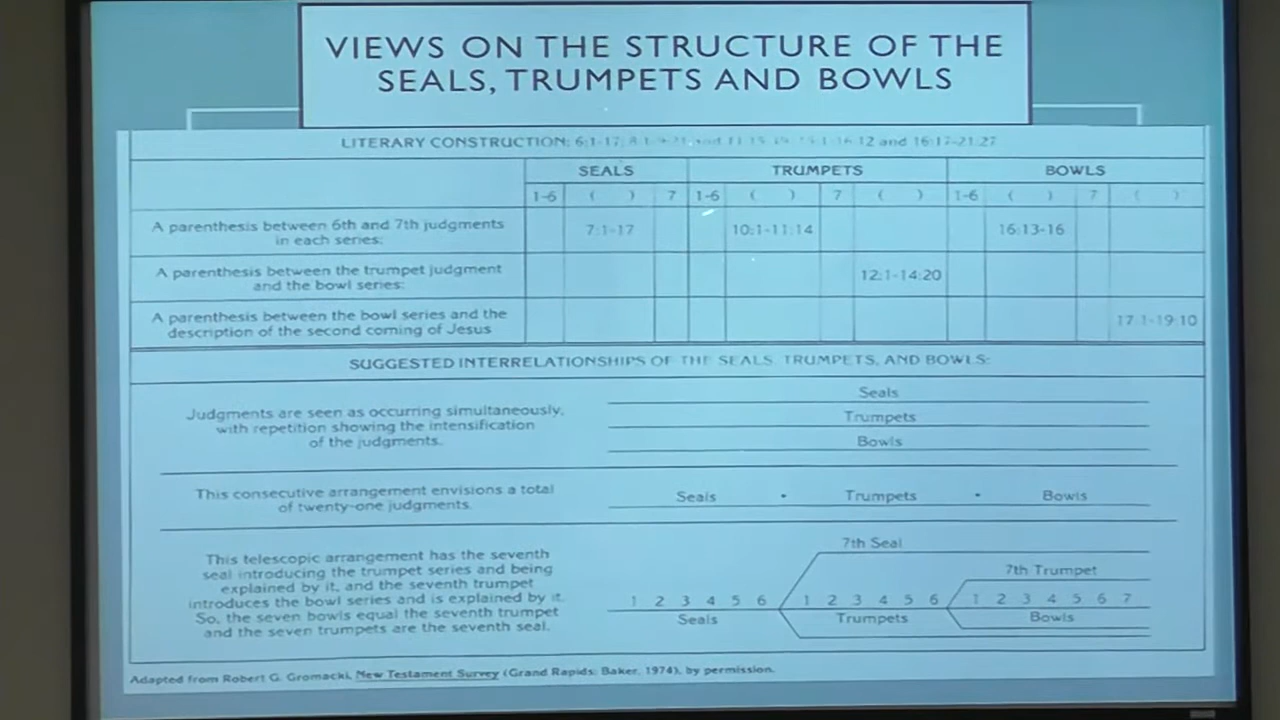 VIEWS ON THE STRUCTURE OF THE
SEALS, TRUMPETS AND BOWLS
LITERARY CONSTRUCTION: 6:1-17; 12 and 16:17-21:27
SEALS TRUMPETS BOWLS
1-6 ( ) 7 1-6 ( ) 7 ( ) 1-6 ( ) 7 ( )
A parenthesis between 6th and 7th judgments
in each series:
7:1-17 10:1-11:14 16:13-16
A parenthesis between the trumpet judgment
and the bowl series:
12:1-14:20
A parenthesis between the bowl series and the
description of the second coming of Jesus
17:1-19:10
SUGGESTED INTERRELATIONSHIPS OF THE SEALS, TRUMPETS, AND BOWLS:
Judgments are seen as occurring simultaneously,
with repetition showing the intensification
of the judgments.
Seals
Trumpets
Bowls
This consecutive arrangement envisions a total
of twenty-one judgments.
Seals • Trumpets • Bowls
This telescopic arrangement has the seventh
seal introducing the trumpet series and being
explained by it, and the seventh trumpet
introduces the bowl series and is explained by it.
So, the seven bowls equal the seventh trumpet
and the seven trumpets are the seventh seal.
7th Seal
7th Trumpet
1 2 3 4 5 6 1 2 3 4 5 6 1 2 3 4 5 6 7
Seals Trumpets Bowls
Adapted from Robert G. Gromacki, New Testament Survey (Grand Rapids: Baker, 1974), by permission.